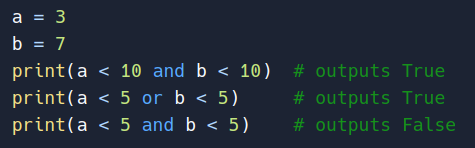 a = 3
b = 7
print(a < 10 and b < 10)  # outputs True
print(a < 5 or b < 5)     # outputs True
print(a < 5 and b < 5)    # outputs False